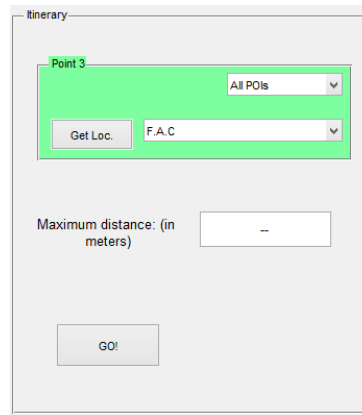 Itinerary
Point 3
All POIs
Get Loc.
F.A.C
Maximum distance: (in
meters)
--
GO!